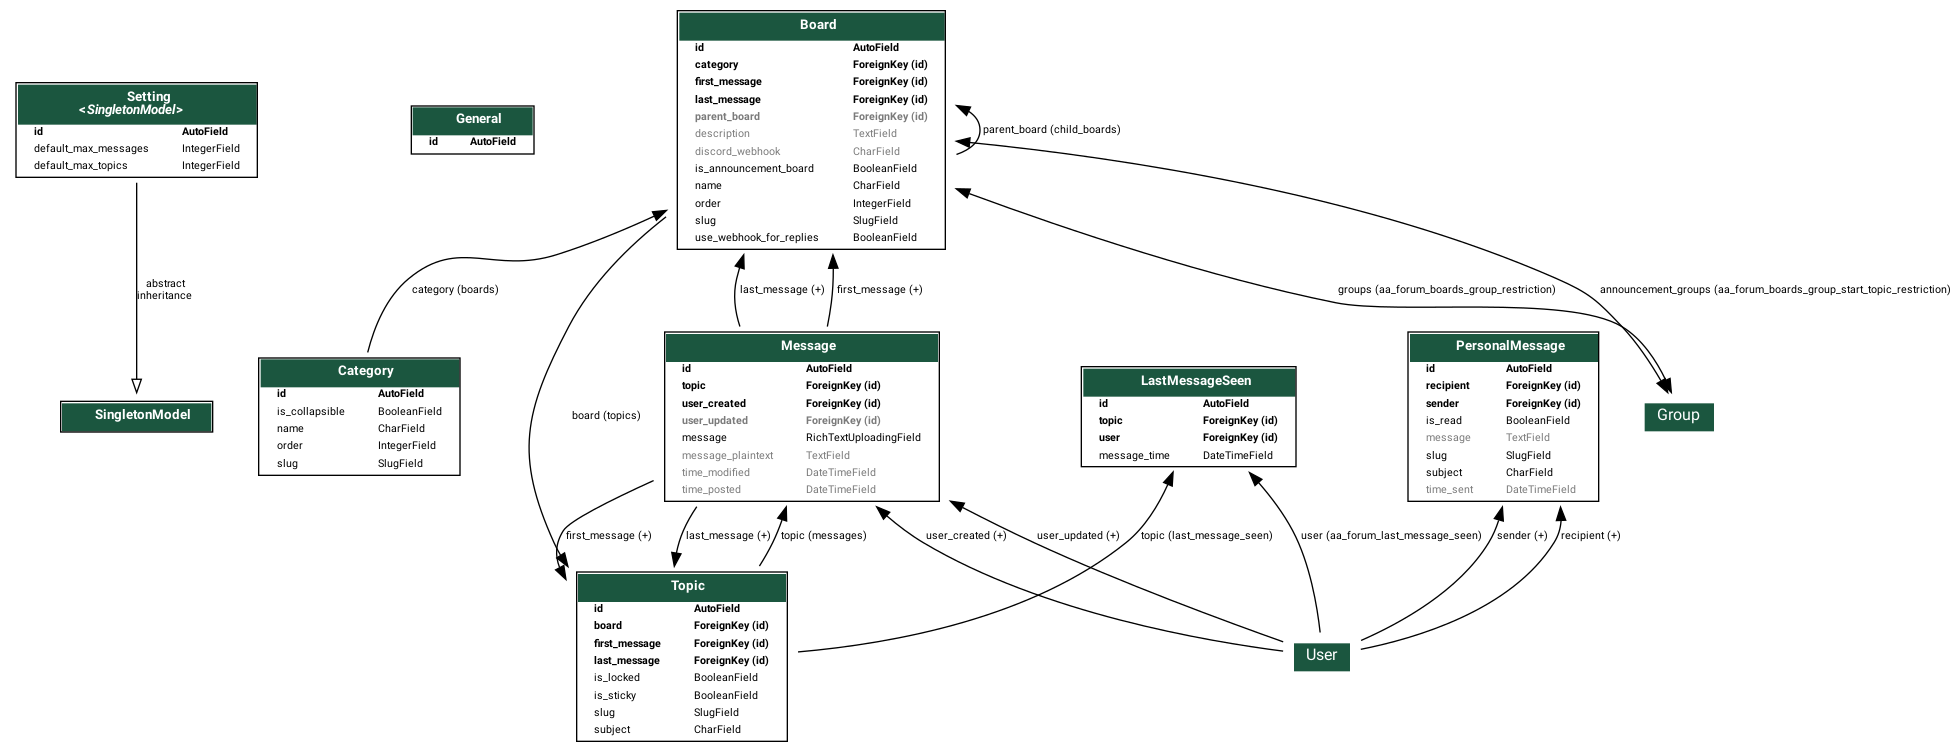 Board
id AutoField
category ForeignKey (id)
first_message ForeignKey (id)
last_message ForeignKey (id)
parent_board ForeignKey (id)
description TextField
discord_webhook CharField
is_announcement_board BooleanField
name CharField
order IntegerField
slug SlugField
use_webhook_for_replies BooleanField
Setting
<SingletonModel>
id AutoField
default_max_messages IntegerField
default_max_topics IntegerField
General
id AutoField
parent_board (child_boards)
abstract
inheritance
category (boards)
last_message (+)
first_message (+)
groups (aa_forum_boards_group_restriction)
announcement_groups (aa_forum_boards_group_start_topic_restriction)
SingletonModel
Category
id AutoField
is_collapsible BooleanField
name CharField
order IntegerField
slug SlugField
board (topics)
Message
id AutoField
topic ForeignKey (id)
user_created ForeignKey (id)
user_updated ForeignKey (id)
message RichTextUploadingField
message_plaintext TextField
time_modified DateTimeField
time_posted DateTimeField
LastMessageSeen
id AutoField
topic ForeignKey (id)
user ForeignKey (id)
message_time DateTimeField
PersonalMessage
id AutoField
recipient ForeignKey (id)
sender ForeignKey (id)
is_read BooleanField
message TextField
slug SlugField
subject CharField
time_sent DateTimeField
Group
first_message (+)
last_message (+)
topic (messages)
user_created (+)
user_updated (+)
topic (last_message_seen)
user (aa_forum_last_message_seen)
sender (+)
recipient (+)
Topic
id AutoField
board ForeignKey (id)
first_message ForeignKey (id)
last_message ForeignKey (id)
is_locked BooleanField
is_sticky BooleanField
slug SlugField
subject CharField
User